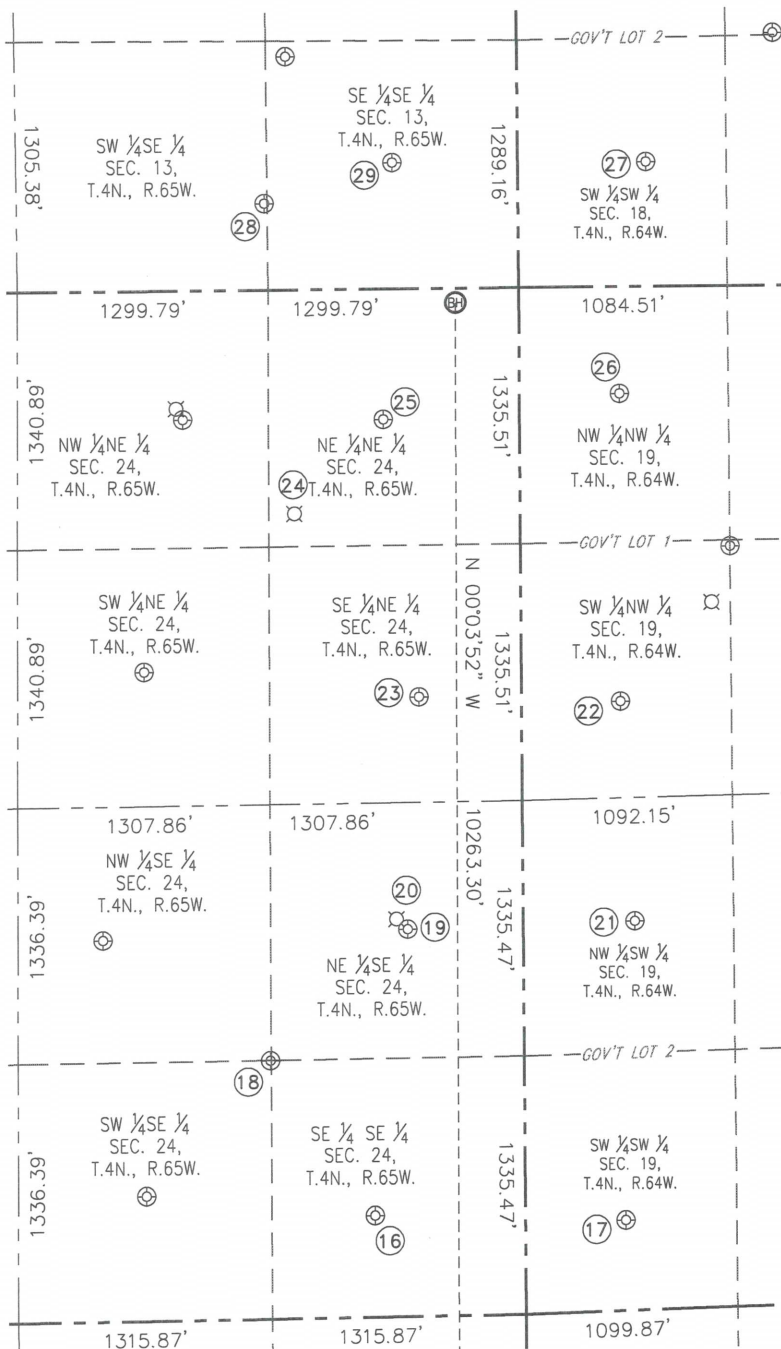 GOV'T LOT 2
SW 1/4SE 1/4
SEC. 13,
T.4N., R.65W.
1305.38'
28
SE 1/4SE 1/4
SEC. 13,
T.4N., R.65W.
29
1289.16'
27
SW 1/4SW 1/4
SEC. 18,
T.4N., R.64W.
1299.79'
1299.79'
BH
1084.51'
1340.89'
NW 1/4NE 1/4
SEC. 24,
T.4N., R.65W.
25
NE 1/4NE 1/4
SEC. 24,
T.4N., R.65W.
24
1335.51'
26
NW 1/4NW 1/4
SEC. 19,
T.4N., R.64W.
GOV'T LOT 1
1340.89'
SW 1/4NE 1/4
SEC. 24,
T.4N., R.65W.
SE 1/4NE 1/4
SEC. 24,
T.4N., R.65W.
23
N 00°03'52" W
1335.51'
SW 1/4NW 1/4
SEC. 19,
T.4N., R.64W.
22
1307.86'
1307.86'
1092.15'
1336.39'
NW 1/4SE 1/4
SEC. 24,
T.4N., R.65W.
20
19
NE 1/4SE 1/4
SEC. 24,
T.4N., R.65W.
10263.30'
1335.47'
21
NW 1/4SW 1/4
SEC. 19,
T.4N., R.64W.
GOV'T LOT 2
18
1336.39'
SW 1/4SE 1/4
SEC. 24,
T.4N., R.65W.
SE 1/4 SE 1/4
SEC. 24,
T.4N., R.65W.
16
1335.47'
SW 1/4SW 1/4
SEC. 19,
T.4N., R.64W.
17
1315.87'
1315.87'
1099.87'